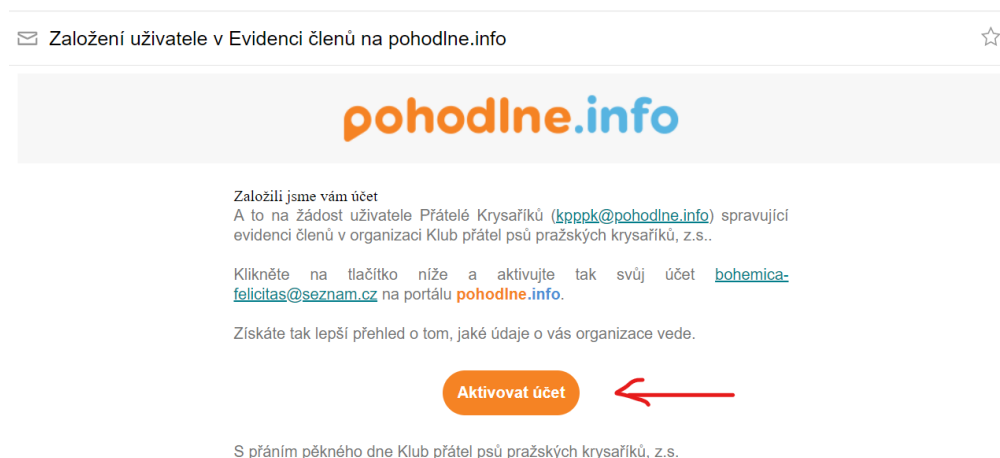 Založení uživatele v Evidenci členů na pohodlne.info
pohodlne.info
Založili jsme vám účet
A to na žádost uživatele Přátelé Krysaříků (kpppk@pohodlne.info) spravující
evidenci členů v organizaci Klub přátel psů pražských krysaříků, z.s..
Klikněte na tlačítko níže a aktivujte tak svůj účet bohemica-
felicitas@seznam.cz na portálu pohodlne.info.
Získáte tak lepší přehled o tom, jaké údaje o vás organizace vede.
Aktivovat účet
S přáním pěkného dne Klub přátel psů pražských krysaříků, z.s.